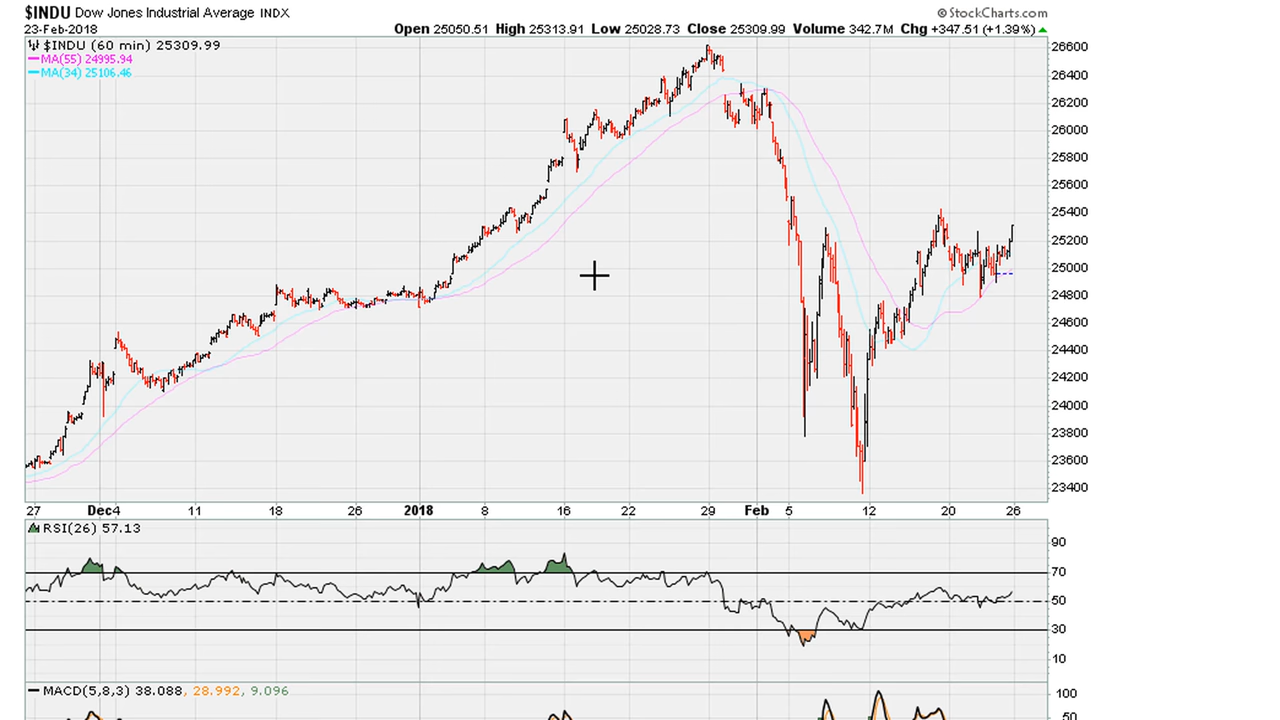 $INDU Dow Jones Industrial Average INDX
© StockCharts.com
23-Feb-2018
Open 25050.51 High 25313.91 Low 25028.73 Close 25309.99 Volume 342.7M Chg +347.51 (+1.39%)
$INDU (60 min) 25309.99
MA(55) 24995.94
MA(34) 25106.46
26600
26400
26200
26000
25800
25600
25400
25200
25000
24800
24600
24400
24200
24000
23800
23600
23400
27 Dec4 11 18 26 2018 8 16 22 29 Feb 5 12 20 26
RSI(26) 57.13
90
70
50
30
10
MACD(5,8,3) 38.088, 28.992, 9.096
100
50